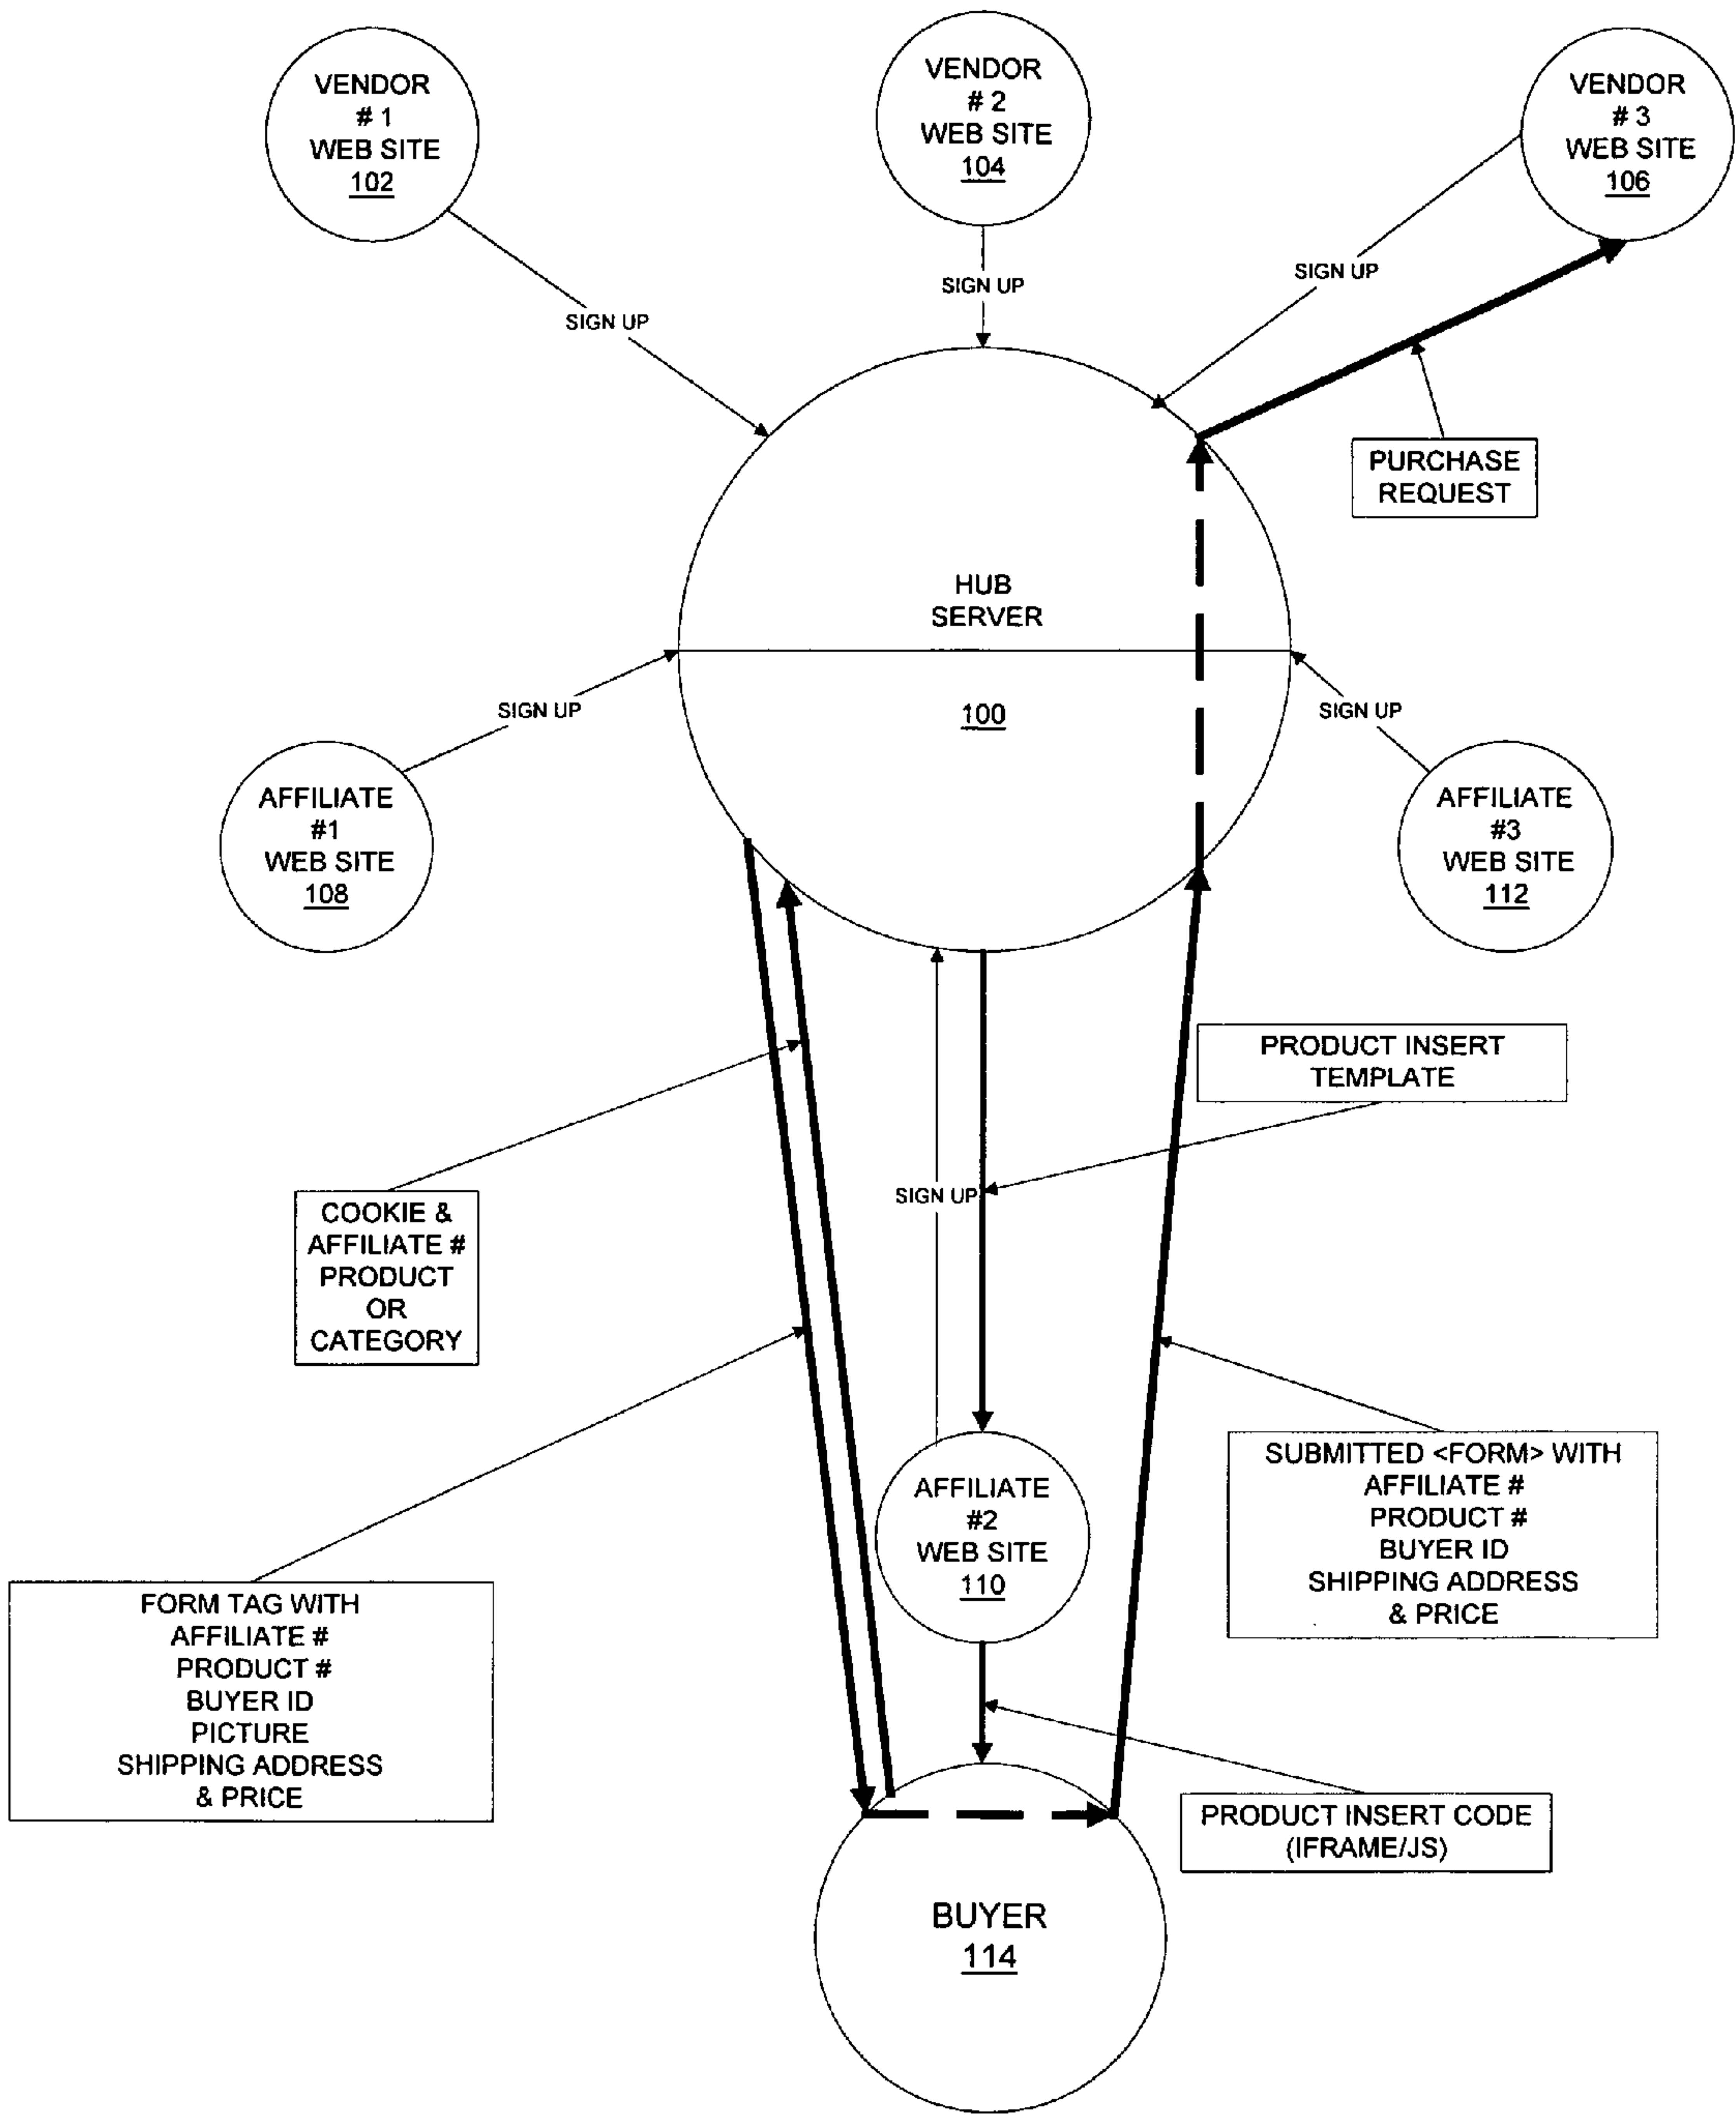 VENDOR
# 1
WEB SITE
102
VENDOR
# 2
WEB SITE
104
VENDOR
# 3
WEB SITE
106
SIGN UP
SIGN UP
SIGN UP
PURCHASE
REQUEST
HUB
SERVER
100
SIGN UP
SIGN UP
AFFILIATE
#1
WEB SITE
108
AFFILIATE
#3
WEB SITE
112
PRODUCT INSERT
TEMPLATE
SIGN UP
COOKIE &
AFFILIATE #
PRODUCT
OR
CATEGORY
AFFILIATE
#2
WEB SITE
110
SUBMITTED <FORM> WITH
AFFILIATE #
PRODUCT #
BUYER ID
SHIPPING ADDRESS
& PRICE
FORM TAG WITH
AFFILIATE #
PRODUCT #
BUYER ID
PICTURE
SHIPPING ADDRESS
& PRICE
PRODUCT INSERT CODE
(IFRAME/JS)
BUYER
114